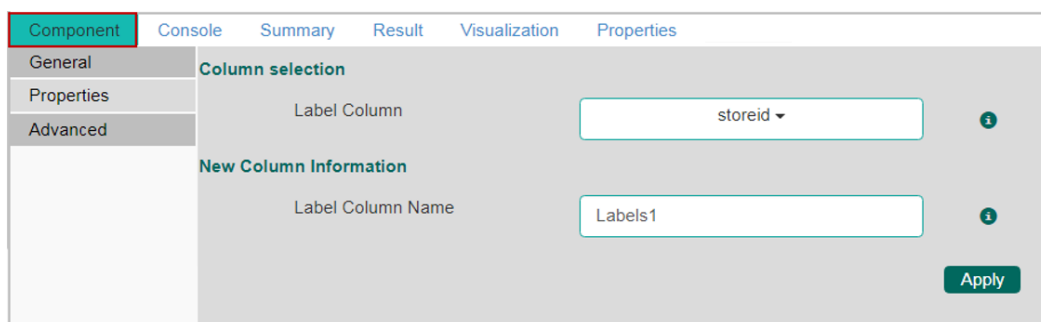 Component Console Summary Result Visualization Properties
General
Properties
Advanced
Column selection
Label Column storeid
New Column Information
Label Column Name Labels1
Apply